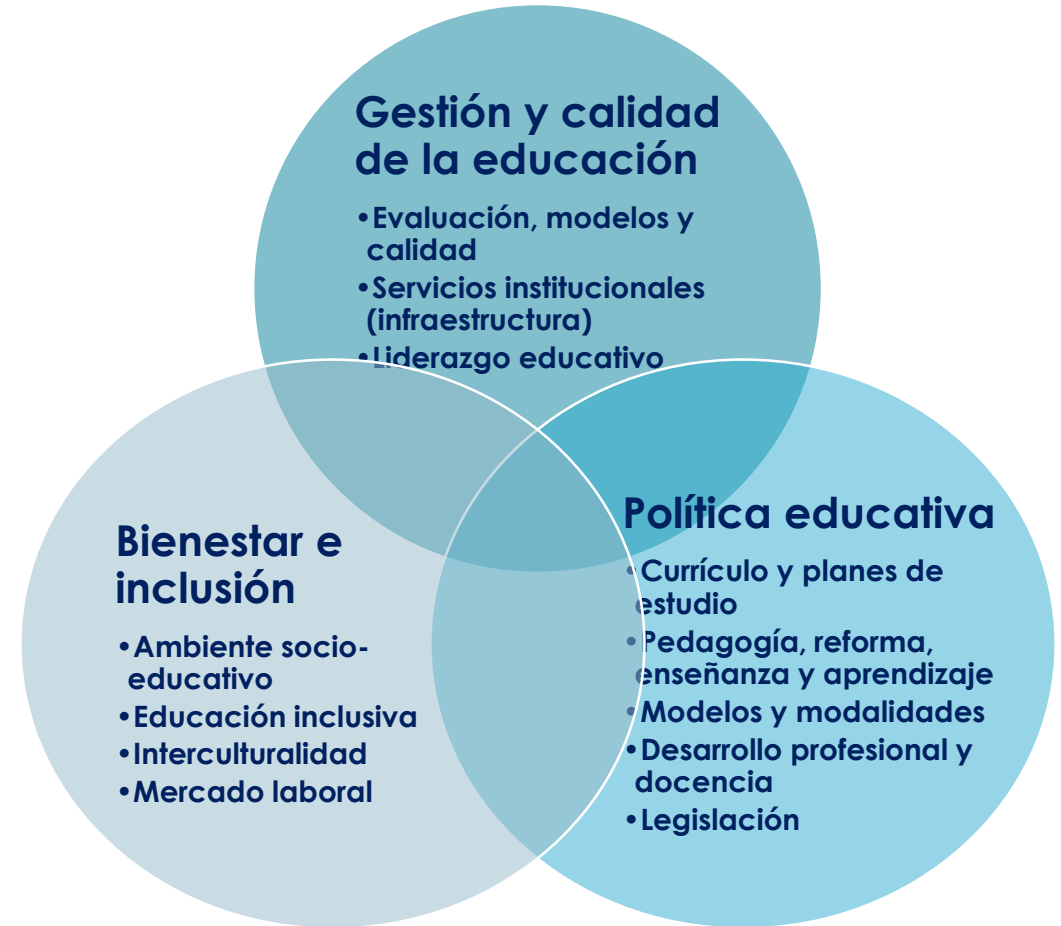 Gestión y calidad
de la educación
•Evaluación, modelos y
calidad
•Servicios institucionales
(infraestructura)
•Liderazgo educativo
Bienestar e
inclusión
•Ambiente socio-
educativo
•Educación inclusiva
•Interculturalidad
•Mercado laboral
Política educativa
•Currículo y planes de
estudio
•Pedagogía, reforma,
enseñanza y aprendizaje
•Modelos y modalidades
•Desarrollo profesional y
docencia
•Legislación